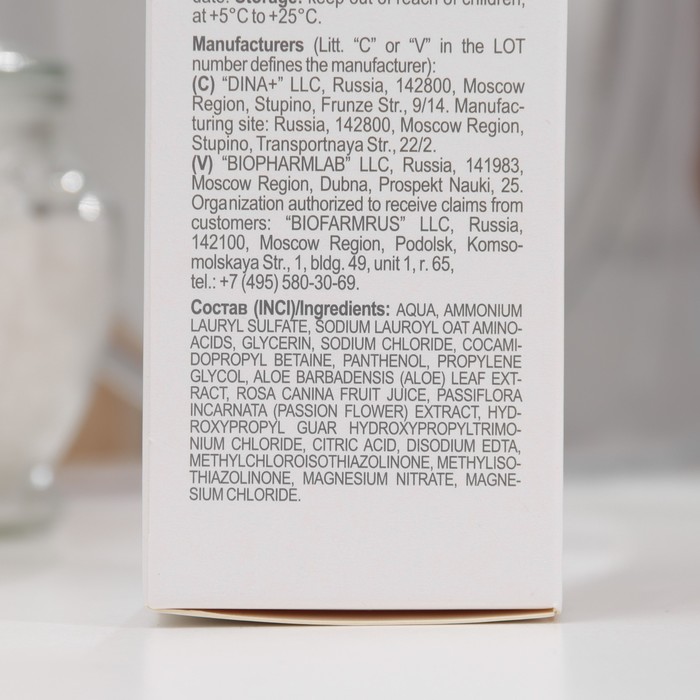 date. Storage: keep out of reach of children,
at +5°C to +25°C.
Manufacturers (Litt. “C” or “V” in the LOT
number defines the manufacturer):
(C) “DINA+” LLC, Russia, 142800, Moscow
Region, Stupino, Frunze Str., 9/14. Manufac-
turing site: Russia, 142800, Moscow Region,
Stupino, Transportnaya Str., 22/2.
(V) “BIOPHARMLAB” LLC, Russia, 141983,
Moscow Region, Dubna, Prospekt Nauki, 25.
Organization authorized to receive claims from
customers: “BIOFARMRUS” LLC, Russia,
142100, Moscow Region, Podolsk, Komso-
molskaya Str., 1, bldg. 49, unit 1, r. 65,
tel.: +7 (495) 580-30-69.
Состав (INCI)/Ingredients: AQUA, AMMONIUM
LAURYL SULFATE, SODIUM LAUROYL OAT AMINO-
ACIDS, GLYCERIN, SODIUM CHLORIDE, COCAMI-
DOPROPYL BETAINE, PANTHENOL, PROPYLENE
GLYCOL, ALOE BARBADENSIS (ALOE) LEAF EXT-
RACT, ROSA CANINA FRUIT JUICE, PASSIFLORA
INCARNATA (PASSION FLOWER) EXTRACT, HYD-
ROXYPROPYL GUAR HYDROXYPROPYLTRIMO-
NIUM CHLORIDE, CITRIC ACID, DISODIUM EDTA,
METHYLCHLOROISOTHIAZOLINONE, METHYLISO-
THIAZOLINONE, MAGNESIUM NITRATE, MAGNE-
SIUM CHLORIDE.